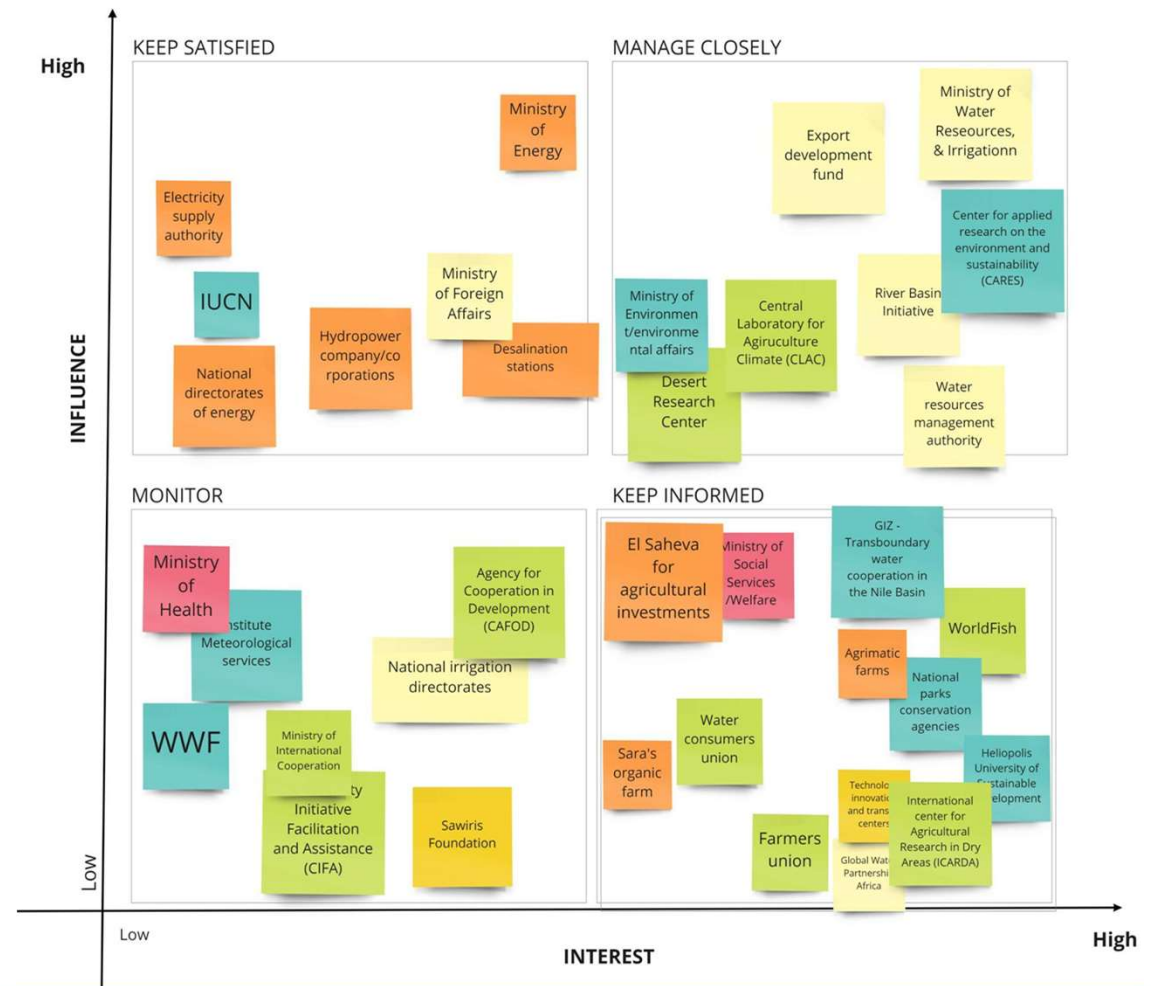 High
INFLUENCE
Low
Low
INTEREST
High
KEEP SATISFIED
Ministry
of
Energy
Electricity
supply
authority
IUCN
National
directorates
of energy
Hydropower
company/co
rporations
Ministry
of Foreign
Affairs
Desalination
stations
MANAGE CLOSELY
Export
development
fund
Ministry of
Water
Reseources,
& Irrigationn
Center for applied
research on the
environment and
sustainability
(CARES)
River Basin
Initiative
Ministry of
Environmen
t/environme
ntal affairs
Central
Laboratory for
Agiruculture
Climate (CLAC)
Desert
Research
Center
Water
resources
management
authority
MONITOR
Ministry
of
Health
Meteorological
services
Agency for
Cooperation in
Development
(CAFOD)
National irrigation
directorates
WWF
Ministry of
International
Cooperation
Initiative
Facilitation
and Assistance
(CIFA)
Sawiris
Foundation
KEEP INFORMED
El Saheva
for
agricultural
investments
Ministry of
Social
Services
/Welfare
GIZ -
Transboundary
water
cooperation in
the Nile Basin
WorldFish
Agrimatic
farms
National
parks
conservation
agencies
Water
consumers
union
Sara's
organic
farm
Heliopolis
University of
Sustainable
and
centers
International
center for
Agricultural
Research in Dry
Areas (ICARDA)
Farmers
union
Global
Africa